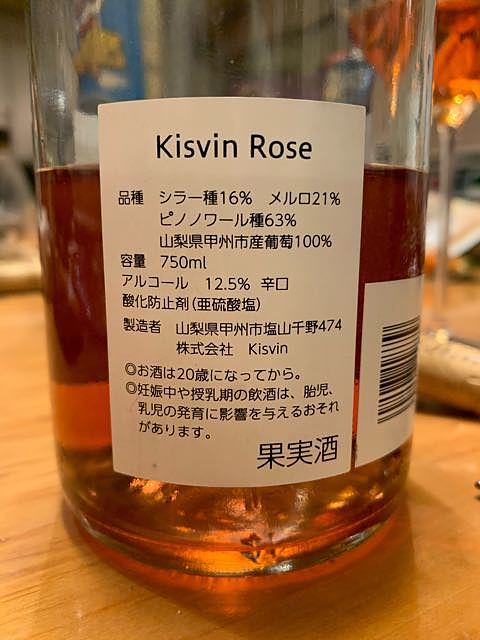 Kisvin Rose
品種 シラー種16% メルロ21%
ピノノワール種63%
山梨県甲州市産葡萄100%
容量 750ml
アルコール 12.5% 辛口
酸化防止剤(亜硫酸塩)
製造者 山梨県甲州市塩山千野474
株式会社 Kisvin
◎お酒は20歳になってから。
◎妊娠中や授乳期の飲酒は、胎児、
乳児の発育に影響を与えるおそれ
があります。
果実酒